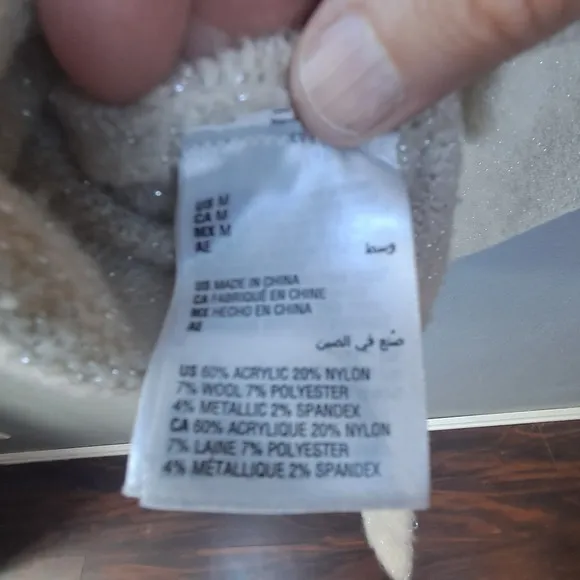 US M
CA M
MX M
AE
وسط
US MADE IN CHINA
CA FABRIQUÉ EN CHINE
MX HECHO EN CHINA
AE
صنع في الصين
US 60% ACRYLIC 20% NYLON
7% WOOL 7% POLYESTER
4% METALLIC 2% SPANDEX
CA 60% ACRYLIQUE 20% NYLON
7% LAINE 7% POLYESTER
4% MÉTALLIQUE 2% SPANDEX